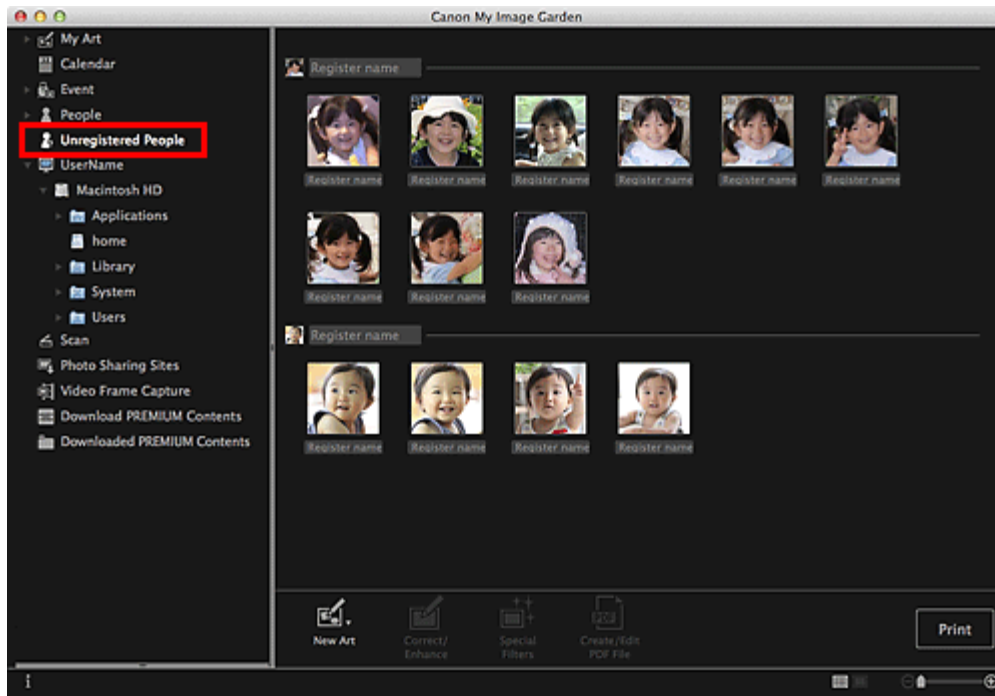 Canon My Image Garden
My Art
Calendar
Event
People
Unregistered People
UserName
Macintosh HD
Applications
home
Library
System
Users
Scan
Photo Sharing Sites
Video Frame Capture
Download PREMIUM Contents
Downloaded PREMIUM Contents
Register name
Register name Register name Register name Register name Register name Register name
Register name Register name Register name
Register name
Register name Register name Register name Register name
New Art
Correct/
Enhance
Special
Filters
PDF
Create/Edit
PDF File
Print